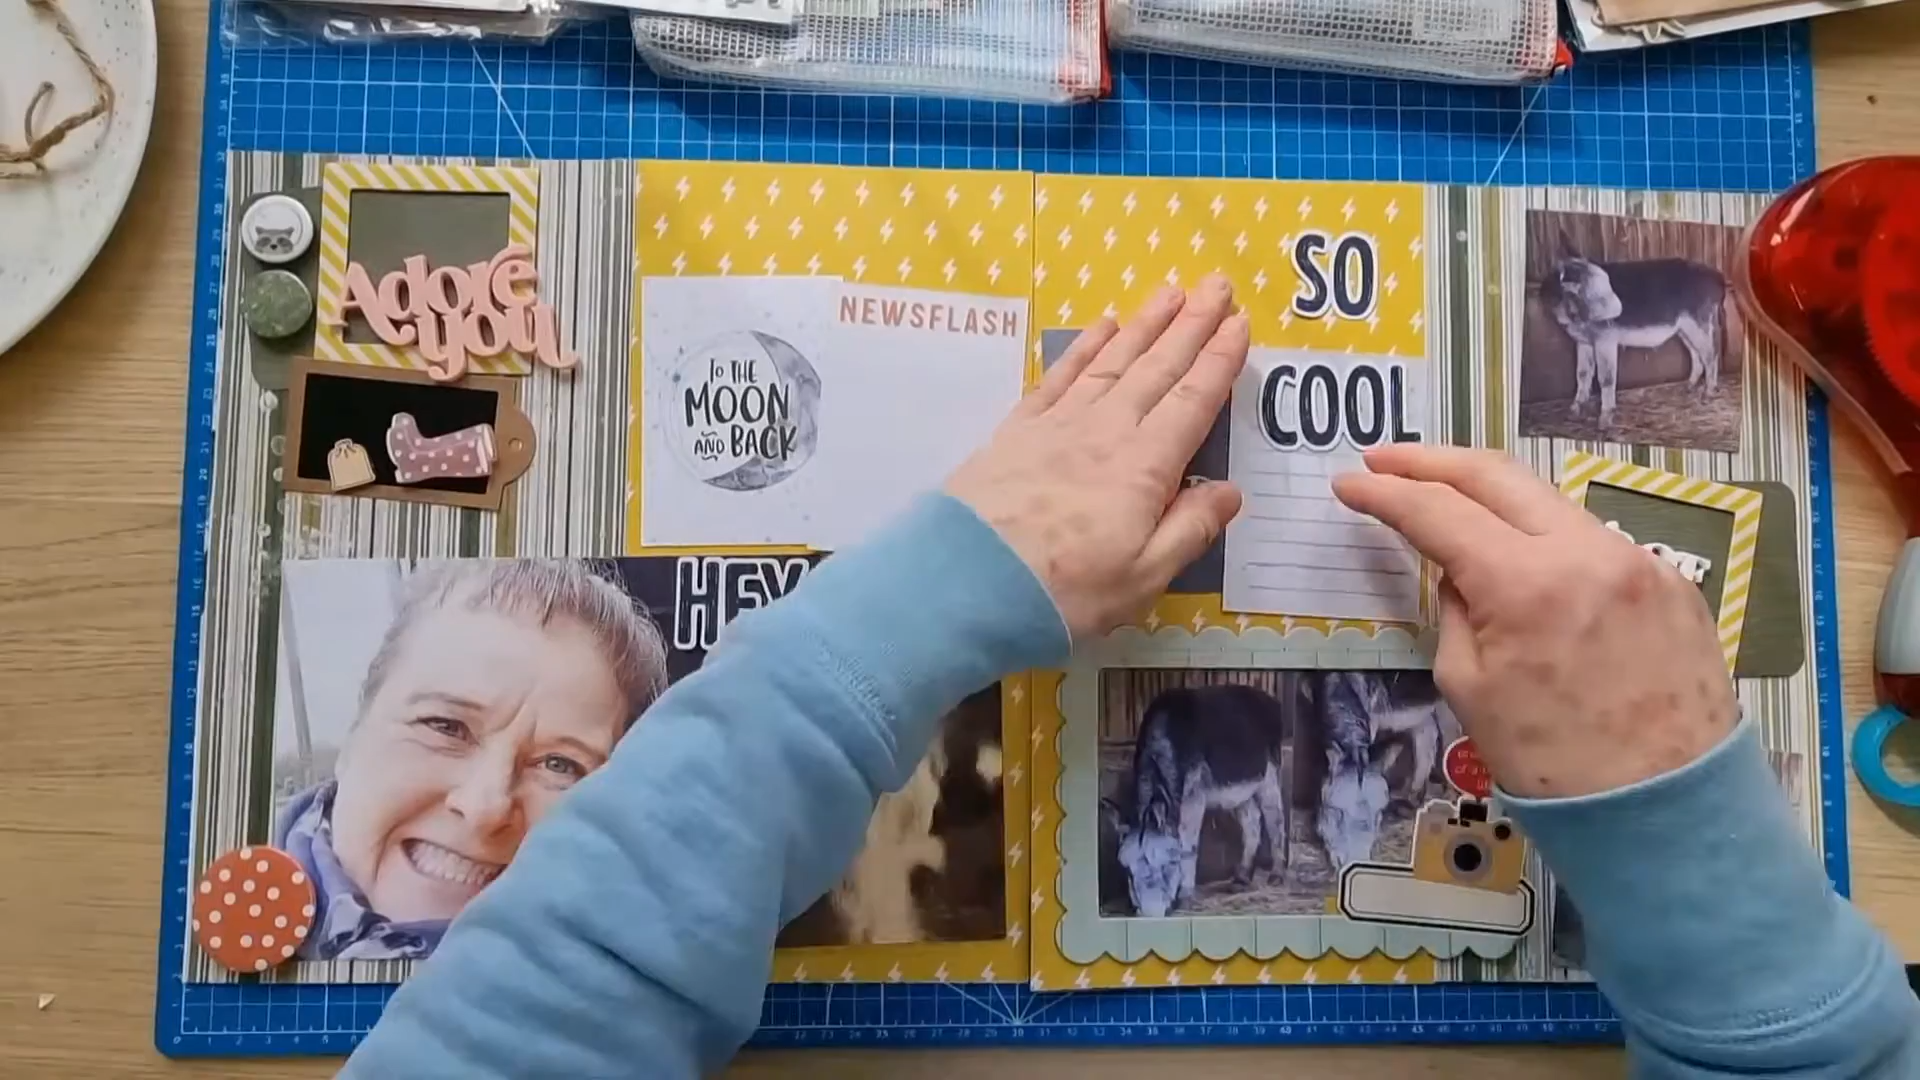 Adore
you
TO THE
MOON
AND BACK
NEWSFLASH
SO
COOL
HEY